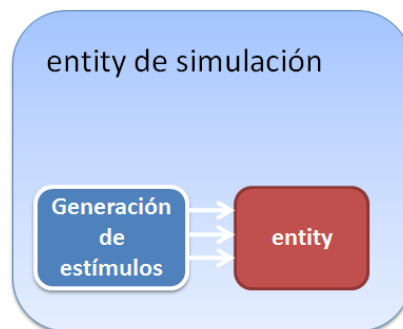 entity de simulación
Generación
de
estímulos
entity